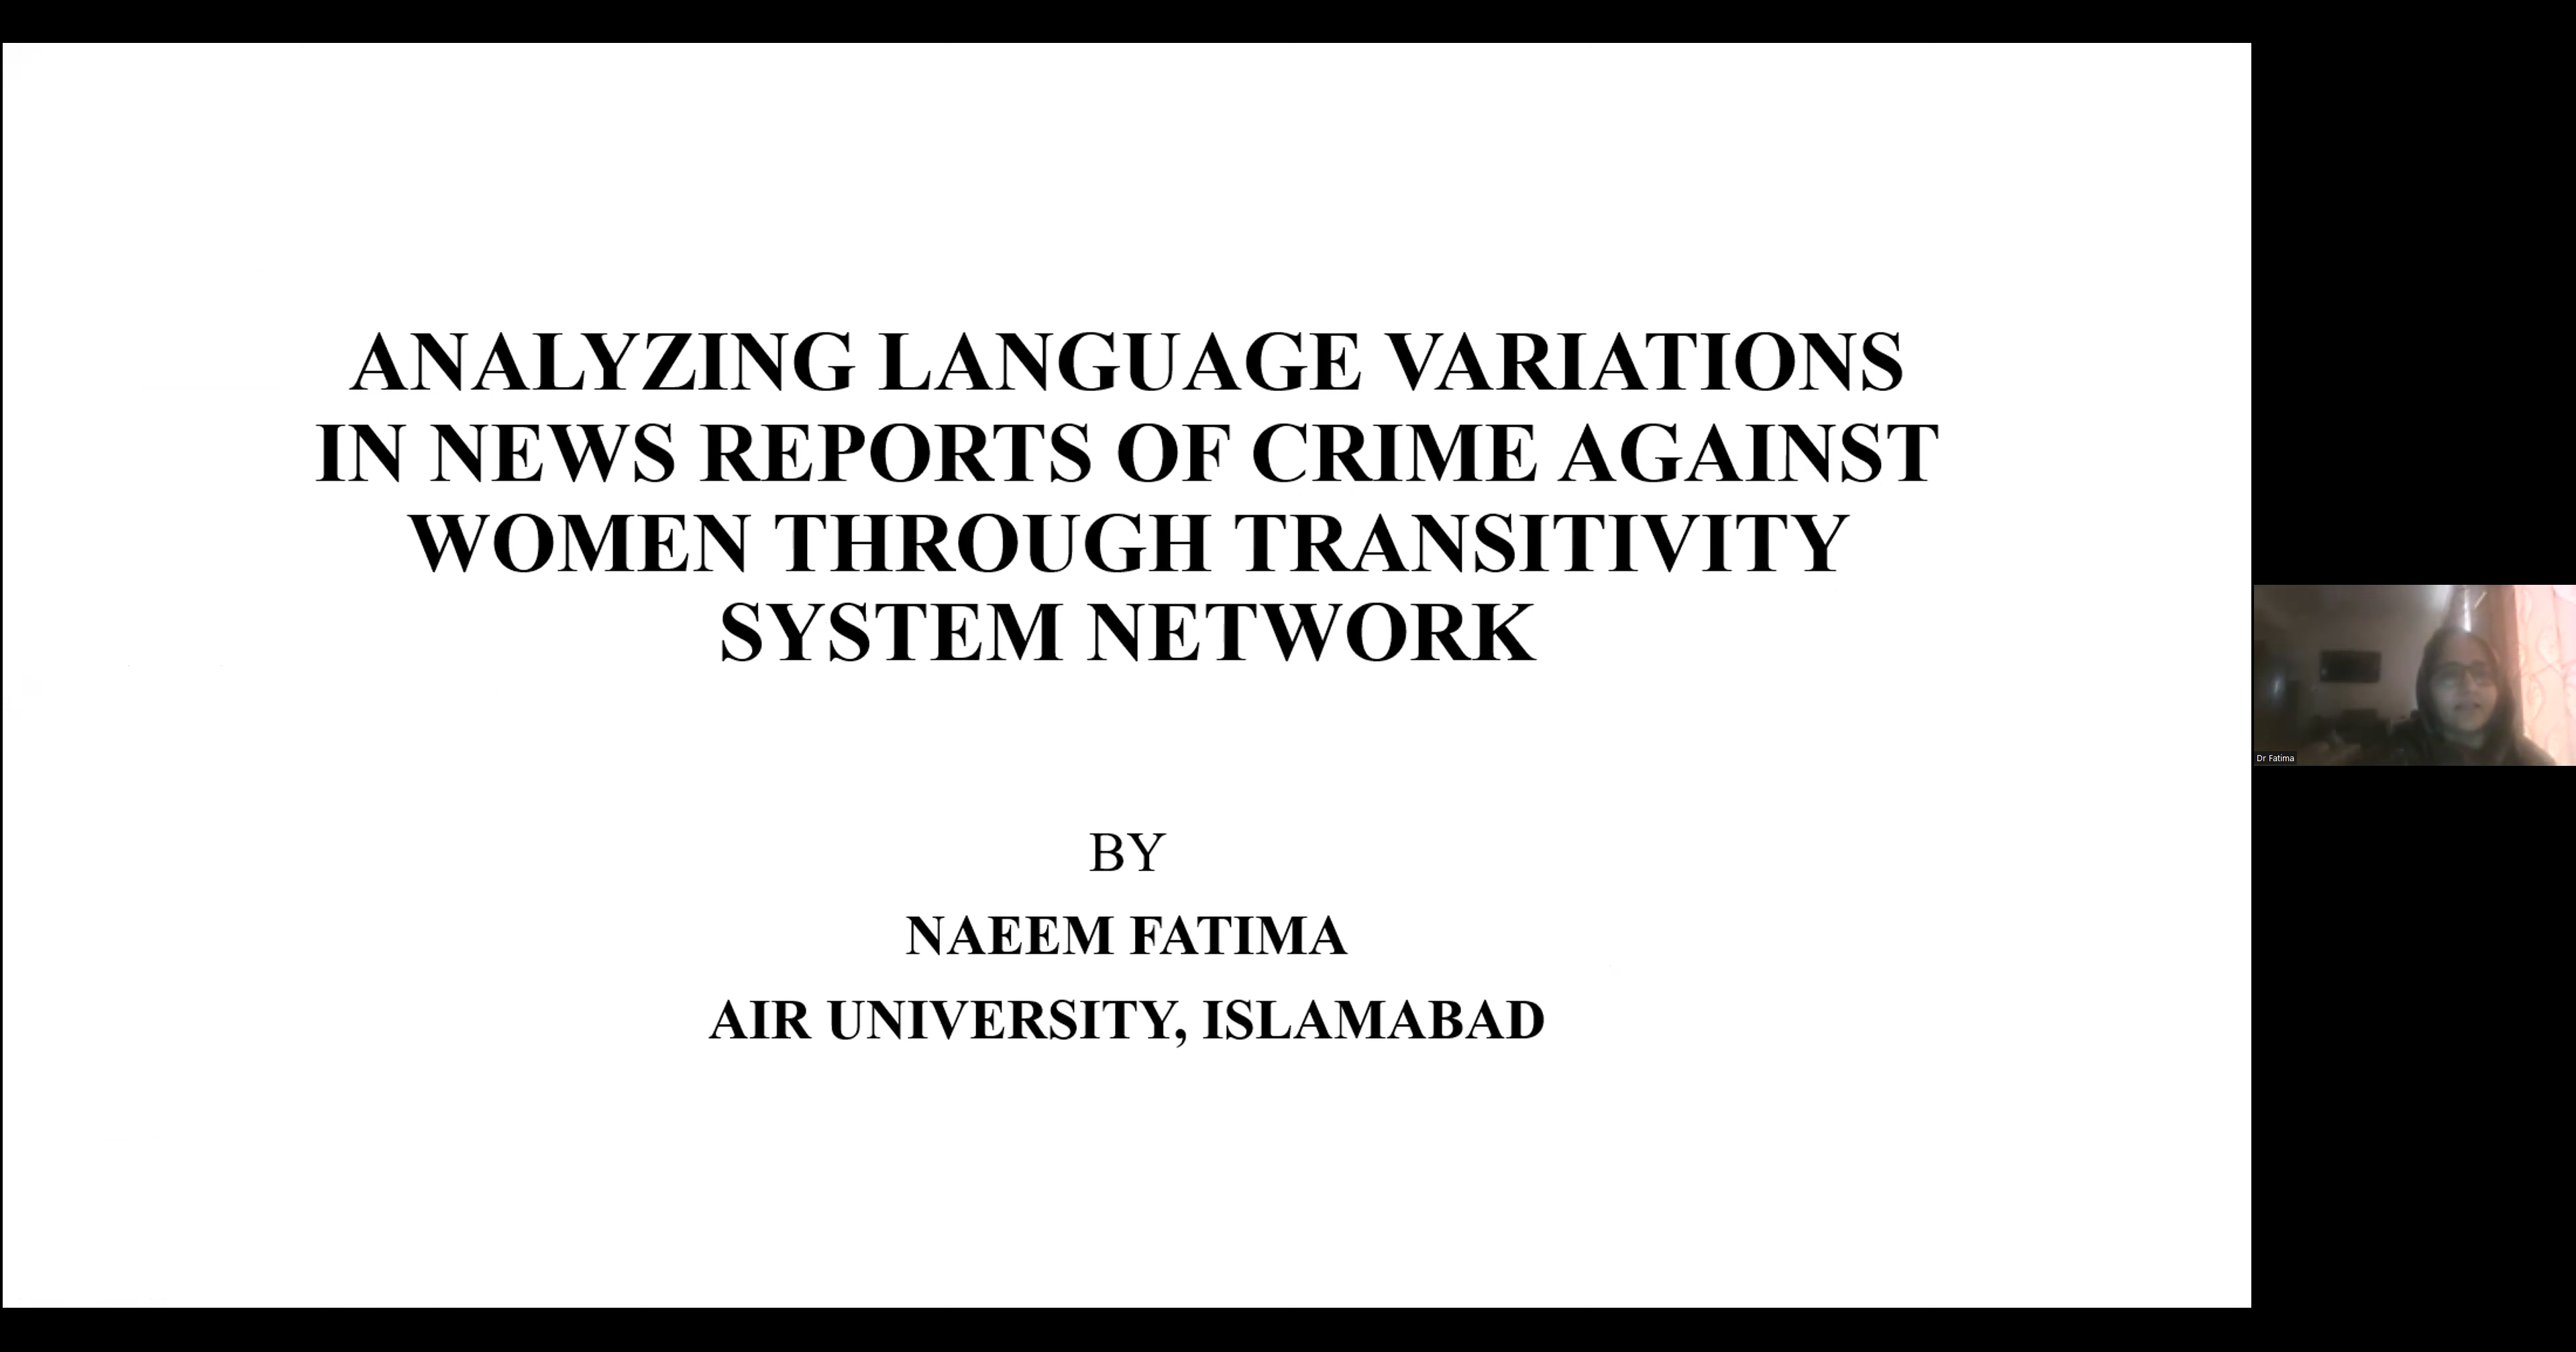 ANALYZING LANGUAGE VARIATIONS
IN NEWS REPORTS OF CRIME AGAINST
WOMEN THROUGH TRANSITIVITY
SYSTEM NETWORK
BY
NAEEM FATIMA
AIR UNIVERSITY, ISLAMABAD
Dr Fatima